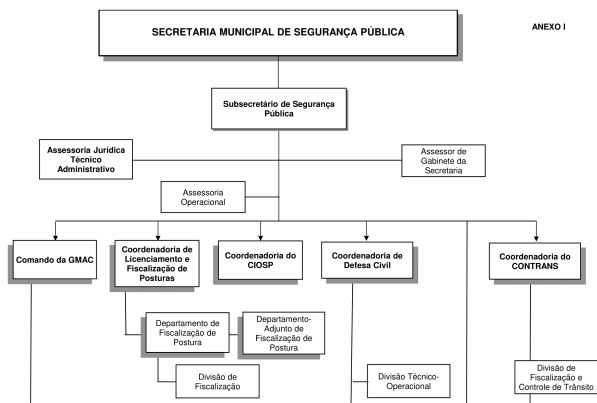 SECRETARIA MUNICIPAL DE SEGURANÇA PÚBLICA
ANEXO I
Subsecretário de Segurança
Pública
Assessoria Jurídica
Técnico
Administrativo
Assessor de
Gabinete da
Secretaria
Assessoria
Operacional
Comando da GMAC
Coordenadoria de
Licenciamento e
Fiscalização de
Posturas
Coordenadoria do
CIOSP
Coordenadoria de
Defesa Civil
Coordenadoria do
CONTRANS
Departamento de
Fiscalização de
Postura
Departamento-
Adjunto de
Fiscalização de
Postura
Divisão de
Fiscalização
Divisão Técnico-
Operacional
Divisão de
Fiscalização e
Controle de Trânsito